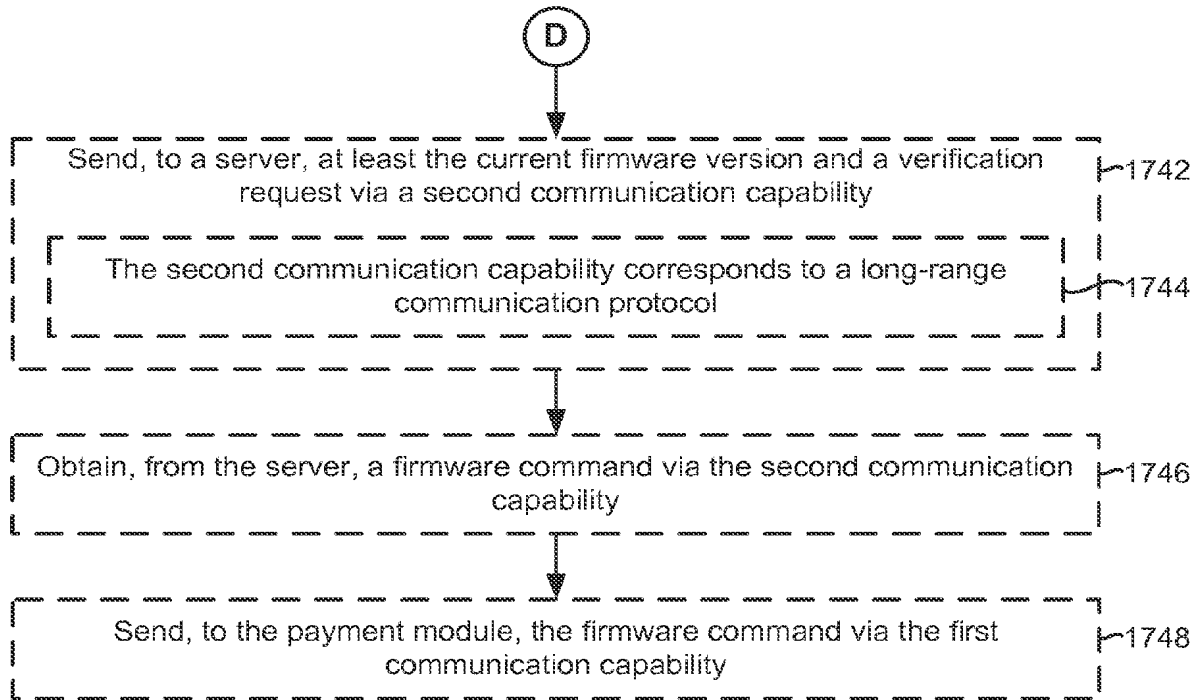 D
Send, to a server, at least the current firmware version and a verification
request via a second communication capability
1742
The second communication capability corresponds to a long-range
communication protocol
1744
Obtain, from the server, a firmware command via the second communication
capability
1746
Send, to the payment module, the firmware command via the first
communication capability
1748